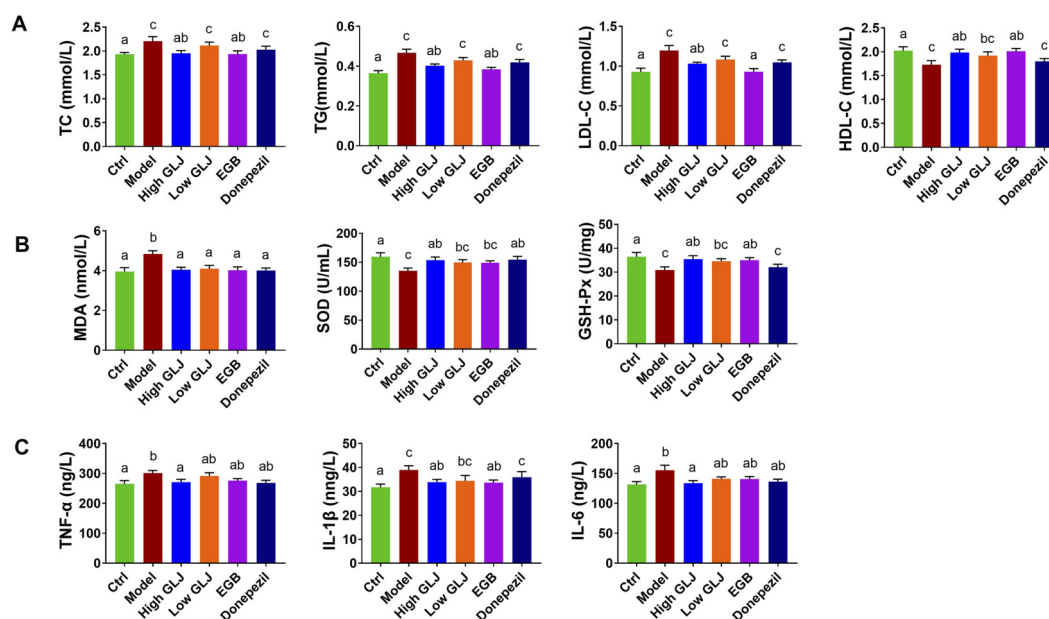 A
TC (mmol/L)
2.5
2.0
1.5
1.0
0.5
0.0
a c ab c ab c
Ctrl
Model
High GLJ
Low GLJ
EGB
Donepezil
TG(mmol/L)
0.6
0.4
0.2
0.0
a c ab c ab c
Ctrl
Model
High GLJ
Low GLJ
EGB
Donepezil
LDL-C (mmol/L)
1.5
1.0
0.5
0.0
a c ab c a c
Ctrl
Model
High GLJ
Low GLJ
EGB
Donepezil
HDL-C (mmol/L)
2.5
2.0
1.5
1.0
0.5
0.0
a c ab bc ab c
Ctrl
Model
High GLJ
Low GLJ
EGB
Donepezil
B
MDA (nmol/L)
6
4
2
0
a b a a a a
Ctrl
Model
High GLJ
Low GLJ
EGB
Donepezil
SOD (U/mL)
200
150
100
50
0
a c ab bc bc ab
Ctrl
Model
High GLJ
Low GLJ
EGB
Donepezil
GSH-Px (U/mg)
50
40
30
20
10
0
a c ab bc ab c
Ctrl
Model
High GLJ
Low GLJ
EGB
Donepezil
C
TNF-α (ng/L)
400
300
200
100
0
a b a ab ab ab
Ctrl
Model
High GLJ
Low GLJ
EGB
Donepezil
IL-1β (nng/L)
50
40
30
20
10
0
a c ab bc ab c
Ctrl
Model
High GLJ
Low GLJ
EGB
Donepezil
IL-6 (ng/L)
200
150
100
50
0
a b a ab ab ab
Ctrl
Model
High GLJ
Low GLJ
EGB
Donepezil